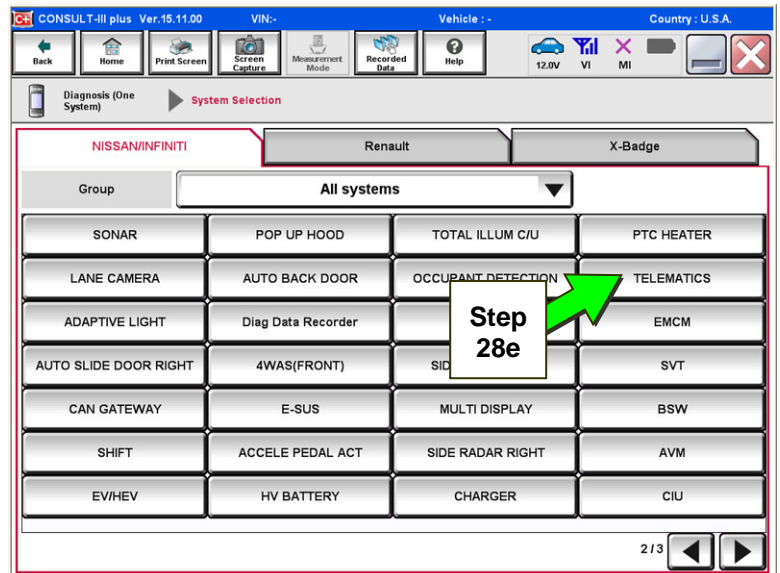 C+ CONSULT-III plus Ver.15.11.00 VIN:- Vehicle : - Country : U.S.A.
Back Home Print Screen Screen Capture Measurement Mode Recorded Data Help 12.0V VI MI
Diagnosis (One System) System Selection
NISSAN/INFINITI Renault X-Badge
Group All systems
SONAR POP UP HOOD TOTAL ILLUM C/U PTC HEATER
LANE CAMERA AUTO BACK DOOR OCCUPANT DETECTION TELEMATICS
ADAPTIVE LIGHT Diag Data Recorder EMCM
Step
28e
AUTO SLIDE DOOR RIGHT 4WAS(FRONT) SVT
CAN GATEWAY E-SUS MULTI DISPLAY BSW
SHIFT ACCELE PEDAL ACT SIDE RADAR RIGHT AVM
EV/HEV HV BATTERY CHARGER CIU
2/3